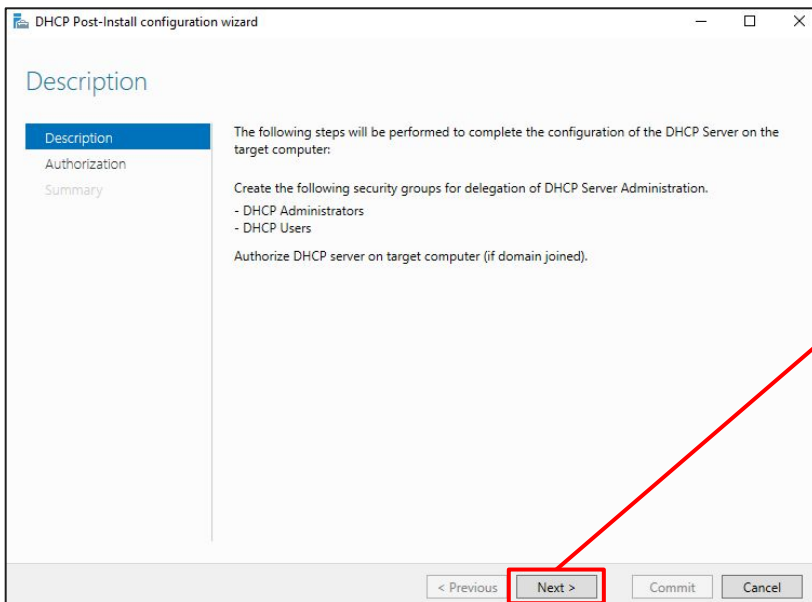 DHCP Post-Install configuration wizard
Description
Description
Authorization
Summary
The following steps will be performed to complete the configuration of the DHCP Server on the
target computer:
Create the following security groups for delegation of DHCP Server Administration.
- DHCP Administrators
- DHCP Users
Authorize DHCP server on target computer (if domain joined).
< Previous
Next >
Commit
Cancel